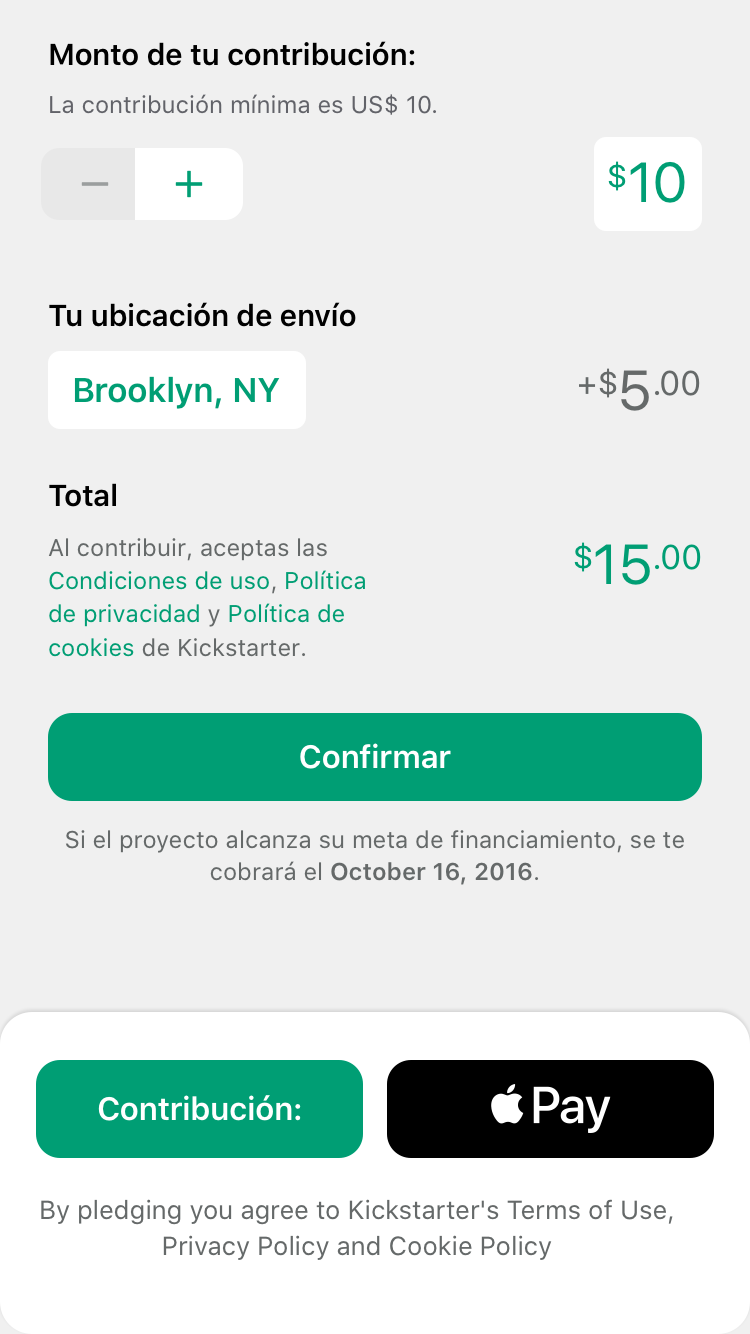 Monto de tu contribución:
La contribución mínima es US$ 10.
− +
$10
Tu ubicación de envío
Brooklyn, NY
+$5.00
Total
Al contribuir, aceptas las
Condiciones de uso, Política
de privacidad y Política de
cookies de Kickstarter.
$15.00
Confirmar
Si el proyecto alcanza su meta de financiamiento, se te
cobrará el October 16, 2016.
Contribución:
Pay
By pledging you agree to Kickstarter's Terms of Use,
Privacy Policy and Cookie Policy